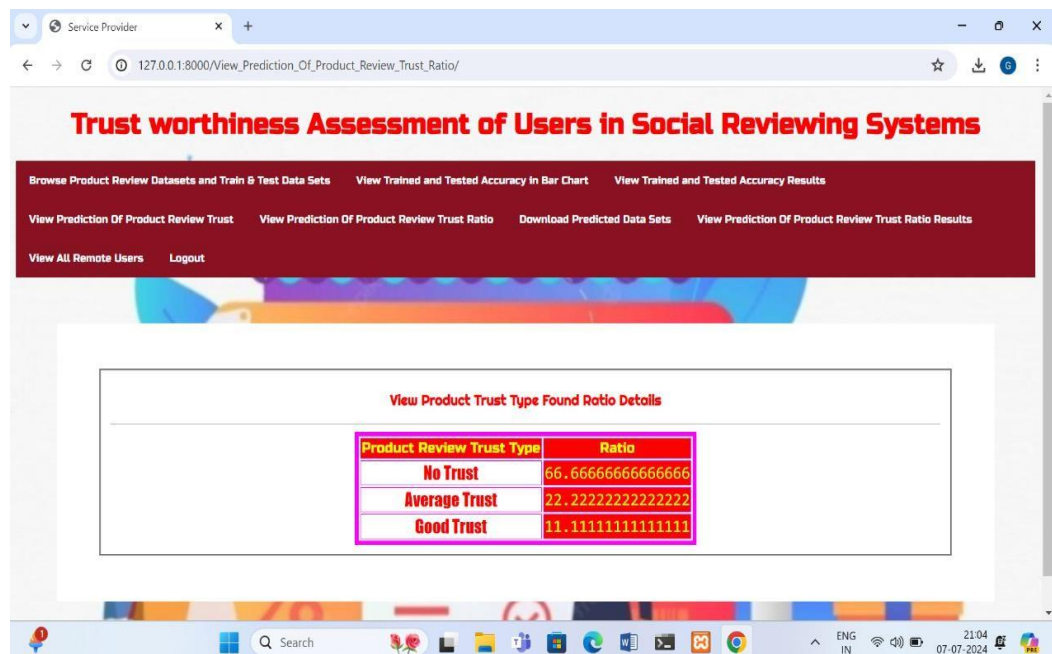 Service Provider
127.0.0.1:8000/View_Prediction_Of_Product_Review_Trust_Ratio/
G
Trust worthiness Assessment of Users in Social Reviewing Systems
Browse Product Review Datasets and Train & Test Data Sets View Trained and Tested Accuracy in Bar Chart View Trained and Tested Accuracy Results
View Prediction Of Product Review Trust View Prediction Of Product Review Trust Ratio Download Predicted Data Sets View Prediction Of Product Review Trust Ratio Results
View All Remote Users Logout
View Product Trust Type Found Ratio Details
Product Review Trust Type Ratio
No Trust 66.66666666666666
Average Trust 22.22222222222222
Good Trust 11.11111111111111
1 Search ENG 21:04
IN 07-07-2024 PRE